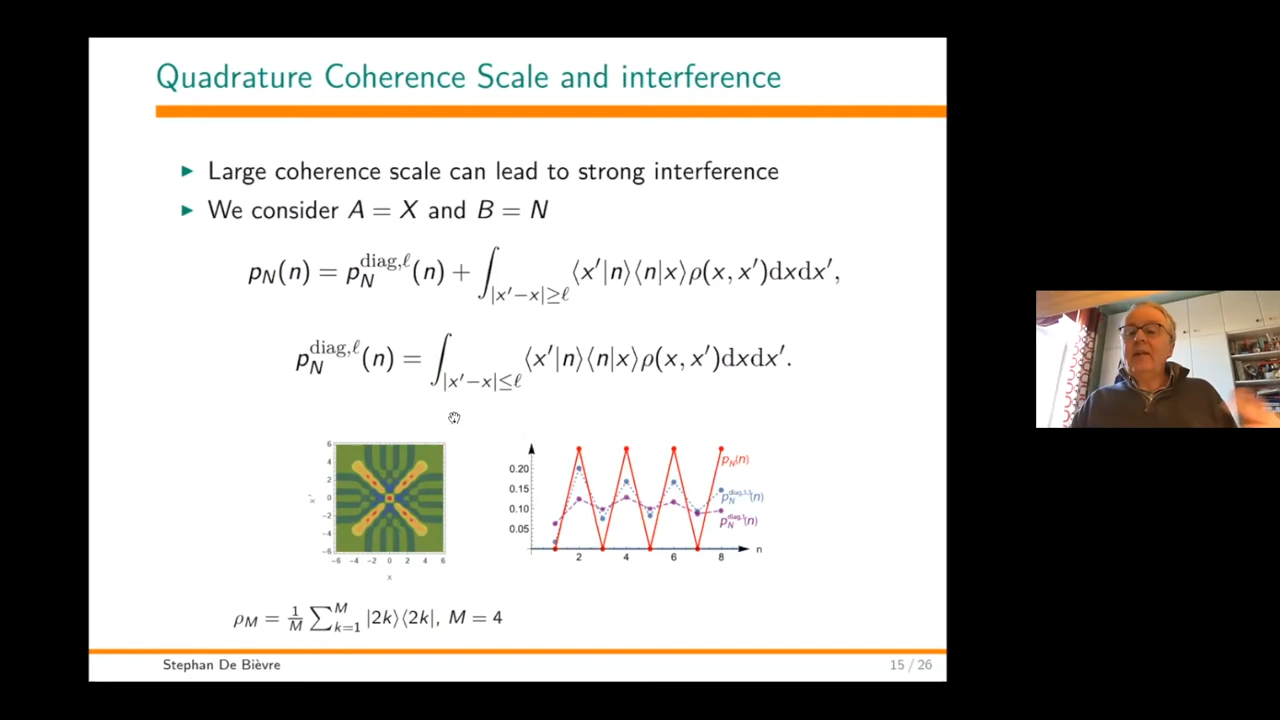 Quadrature Coherence Scale and interference
▶ Large coherence scale can lead to strong interference
▶ We consider A = X and B = N
p_N(n) = p_N^{diag,ℓ}(n) + ∫_{|x′−x|≥ℓ} ⟨x′|n⟩⟨n|x⟩ρ(x, x′)dxdx′,
p_N^{diag,ℓ}(n) = ∫_{|x′−x|≤ℓ} ⟨x′|n⟩⟨n|x⟩ρ(x, x′)dxdx′.
6
4
2
0
−2
−4
−6
x′
−6 −4 −2 0 2 4 6
x
0.20
0.15
0.10
0.05
2 4 6 8 n
p_N(n)
ρ_M = 1/M ∑_{k=1}^{M} |2k⟩⟨2k|, M = 4
Stephan De Bièvre
15 / 26